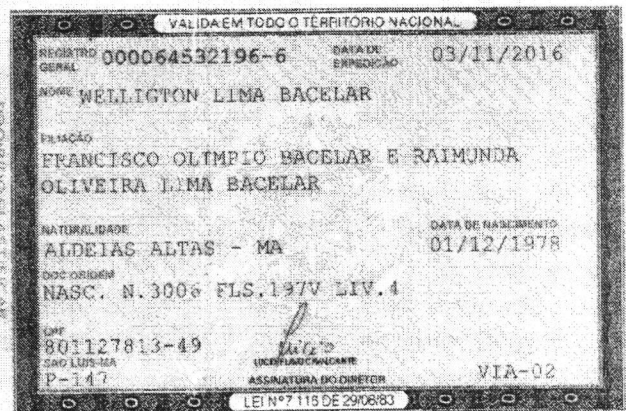 VALIDA EM TODO O TERRITORIO NACIONAL
REGISTRO GERAL 000064532196-6 DATA DE EXPEDIÇÃO 03/11/2016
NOME WELLIGTON LIMA BACELAR
FILIAÇÃO
FRANCISCO OLIMPIO BACELAR E RAIMUNDA
OLIVEIRA LIMA BACELAR
NATURALIDADE DATA DE NASCIMENTO
ALDEIAS ALTAS - MA 01/12/1978
DOC ORIGEM
NASC. N.3006 FLS.197V LIV.4
CPF
801127813-49
SAO LUIS-MA
P-147 ASSINATURA DO DIRETOR VIA-02
LEI Nº 7.116 DE 29/08/83